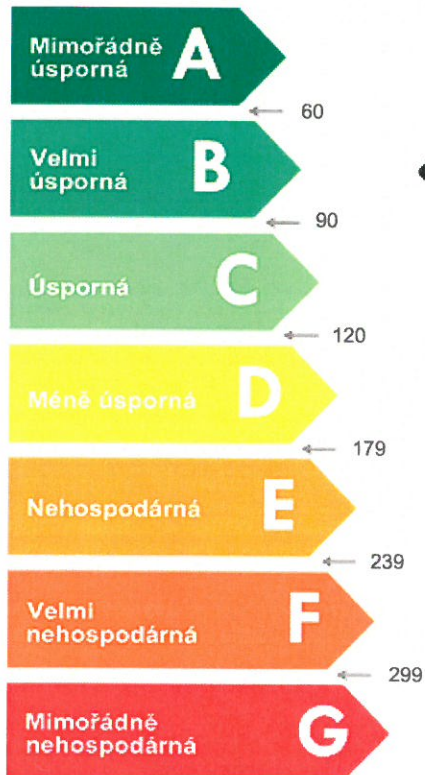 Mimořádně
úsporná
A
60
Velmi
úsporná
B
90
Úsporná
C
120
Méně úsporná
D
179
Nehospodárná
E
239
Velmi
nehospodárná
F
299
Mimořádně
nehospodárná
G